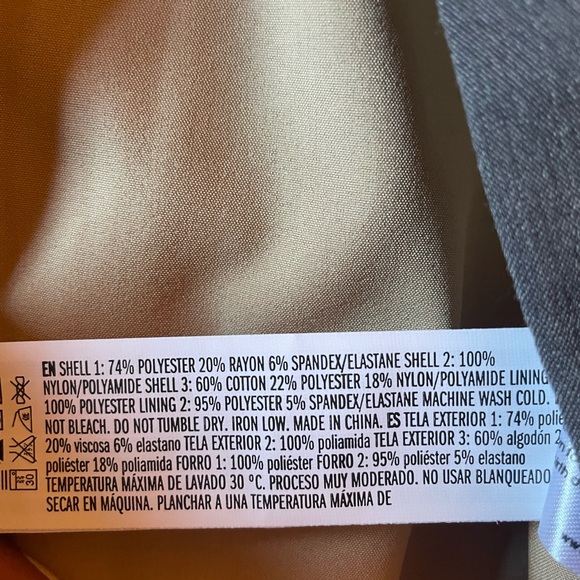 EN SHELL 1: 74% POLYESTER 20% RAYON 6% SPANDEX/ELASTANE SHELL 2: 100%
NYLON/POLYAMIDE SHELL 3: 60% COTTON 22% POLYESTER 18% NYLON/POLYAMIDE LINING
100% POLYESTER LINING 2: 95% POLYESTER 5% SPANDEX/ELASTANE MACHINE WASH COLD.
NOT BLEACH. DO NOT TUMBLE DRY. IRON LOW. MADE IN CHINA. ES TELA EXTERIOR 1: 74%
20% viscosa 6% elastano TELA EXTERIOR 2: 100% poliamida TELA EXTERIOR 3: 60% algodón
poliéster 18% poliamida FORRO 1: 100% poliéster FORRO 2: 95% poliéster 5% elastano
TEMPERATURA MÁXIMA DE LAVADO 30 ºC. PROCESO MUY MODERADO. NO USAR BLANQUEADO
SECAR EN MÁQUINA. PLANCHAR A UNA TEMPERATURA MÁXIMA DE
30